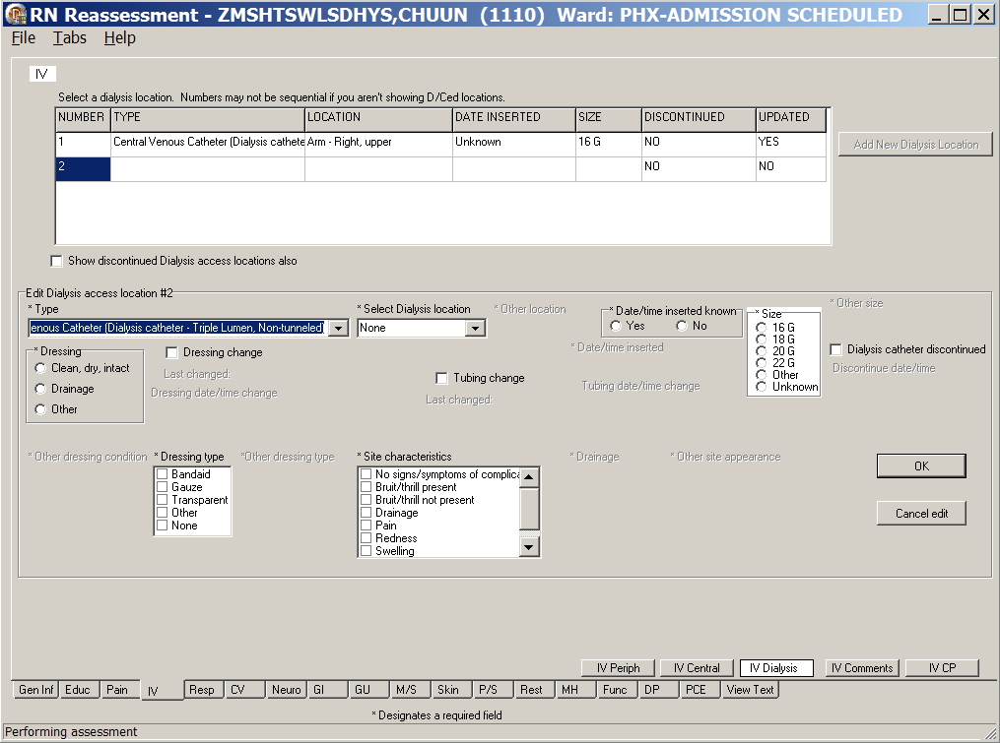 RN Reassessment - ZMSHTSWLSDHYS,CHUUN (1110) Ward: PHX-ADMISSION SCHEDULED
File Tabs Help
IV
Select a dialysis location. Numbers may not be sequential if you aren't showing D/Ced locations.
NUMBER TYPE LOCATION DATE INSERTED SIZE DISCONTINUED UPDATED
1 Central Venous Catheter (Dialysis cathete Arm - Right, upper Unknown 16 G NO YES
2 NO NO
Add New Dialysis Location
Show discontinued Dialysis access locations also
Edit Dialysis access location #2
* Type
enous Catheter (Dialysis catheter - Triple Lumen, Non-tunneled)
* Select Dialysis location
None
* Other location
* Date/time inserted known
Yes No
* Date/time inserted
* Size
16 G
18 G
20 G
22 G
Other
Unknown
* Other size
Dialysis catheter discontinued
Discontinue date/time
* Dressing
Clean, dry, intact
Drainage
Other
Dressing change
Last changed:
Dressing date/time change
Tubing change
Last changed:
Tubing date/time change
* Other dressing condition
* Dressing type
Bandaid
Gauze
Transparent
Other
None
*Other dressing type
* Site characteristics
No signs/symptoms of complica
Bruit/thrill present
Bruit/thrill not present
Drainage
Pain
Redness
Swelling
* Drainage
* Other site appearance
OK
Cancel edit
IV Periph IV Central IV Dialysis IV Comments IV CP
Gen Inf Educ Pain IV Resp CV Neuro GI GU M/S Skin P/S Rest MH Func DP PCE View Text
* Designates a required field
Performing assessment